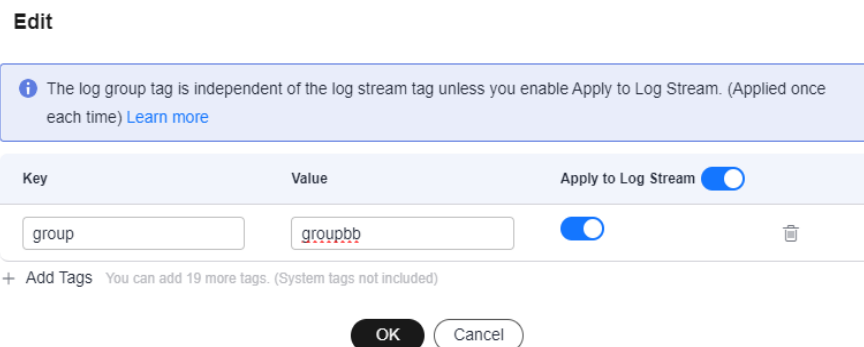 Edit
The log group tag is independent of the log stream tag unless you enable Apply to Log Stream. (Applied once
each time) Learn more
Key Value Apply to Log Stream
group groupbb
+ Add Tags You can add 19 more tags. (System tags not included)
OK Cancel